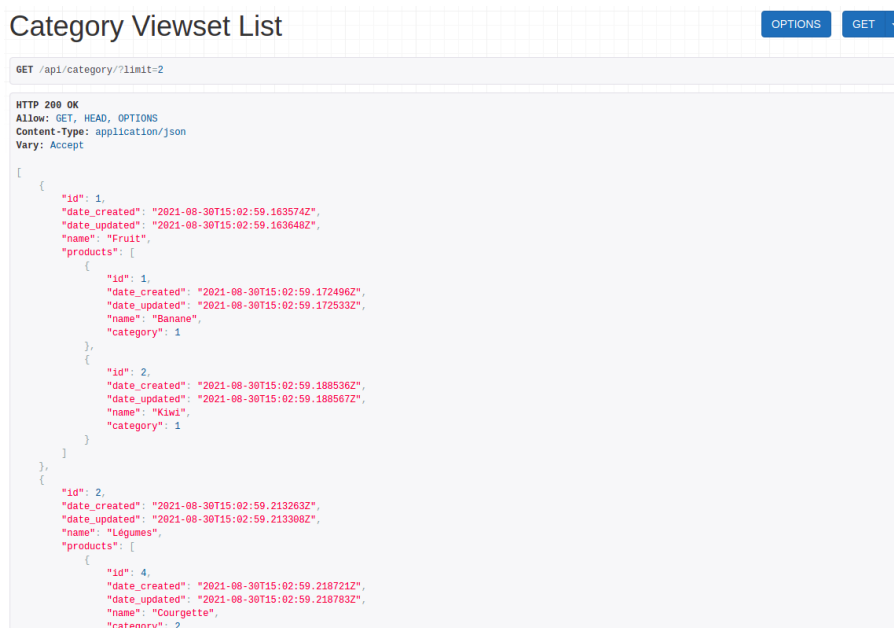 Category Viewset List
OPTIONS
GET
GET /api/category/?limit=2
HTTP 200 OK
Allow: GET, HEAD, OPTIONS
Content-Type: application/json
Vary: Accept
[
    {
        "id": 1,
        "date_created": "2021-08-30T15:02:59.163574Z",
        "date_updated": "2021-08-30T15:02:59.163648Z",
        "name": "Fruit",
        "products": [
            {
                "id": 1,
                "date_created": "2021-08-30T15:02:59.172496Z",
                "date_updated": "2021-08-30T15:02:59.172533Z",
                "name": "Banane",
                "category": 1
            },
            {
                "id": 2,
                "date_created": "2021-08-30T15:02:59.188536Z",
                "date_updated": "2021-08-30T15:02:59.188567Z",
                "name": "Kiwi",
                "category": 1
            }
        ]
    },
    {
        "id": 2,
        "date_created": "2021-08-30T15:02:59.213263Z",
        "date_updated": "2021-08-30T15:02:59.213308Z",
        "name": "Légumes",
        "products": [
            {
                "id": 4,
                "date_created": "2021-08-30T15:02:59.218721Z",
                "date_updated": "2021-08-30T15:02:59.218783Z",
                "name": "Courgette",
                "category": 2